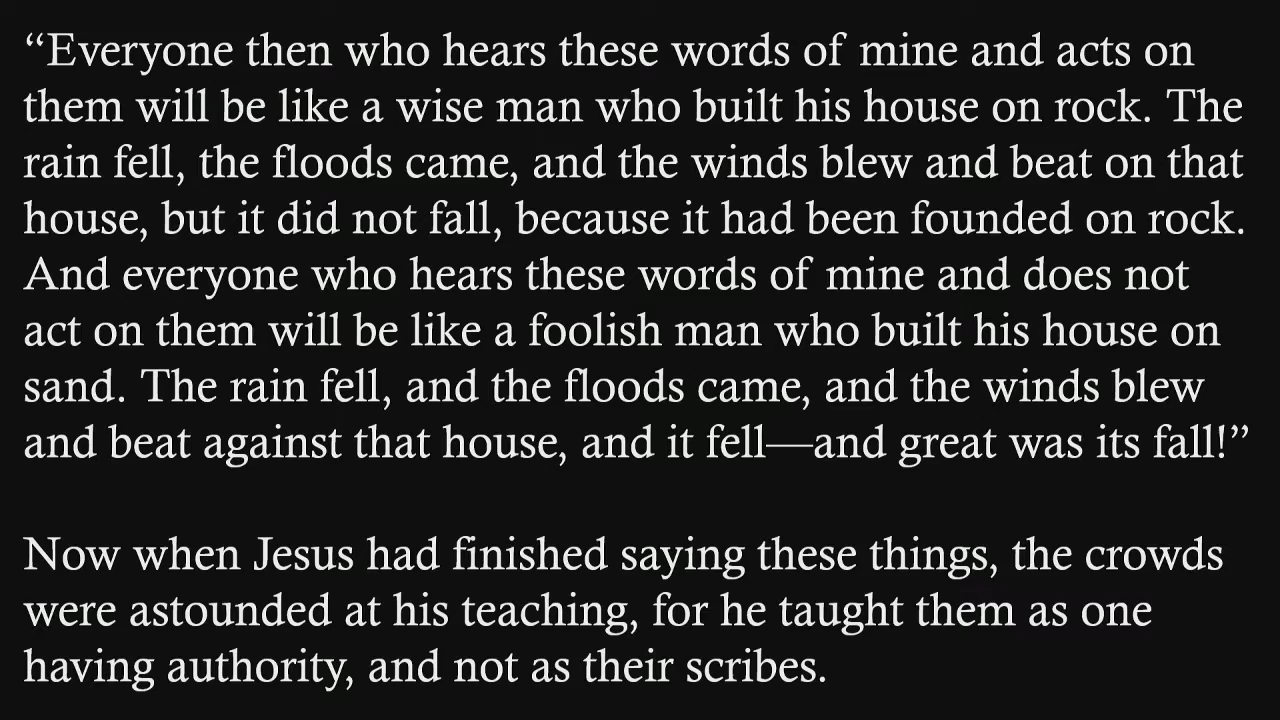 “Everyone then who hears these words of mine and acts on
them will be like a wise man who built his house on rock. The
rain fell, the floods came, and the winds blew and beat on that
house, but it did not fall, because it had been founded on rock.
And everyone who hears these words of mine and does not
act on them will be like a foolish man who built his house on
sand. The rain fell, and the floods came, and the winds blew
and beat against that house, and it fell—and great was its fall!”
Now when Jesus had finished saying these things, the crowds
were astounded at his teaching, for he taught them as one
having authority, and not as their scribes.